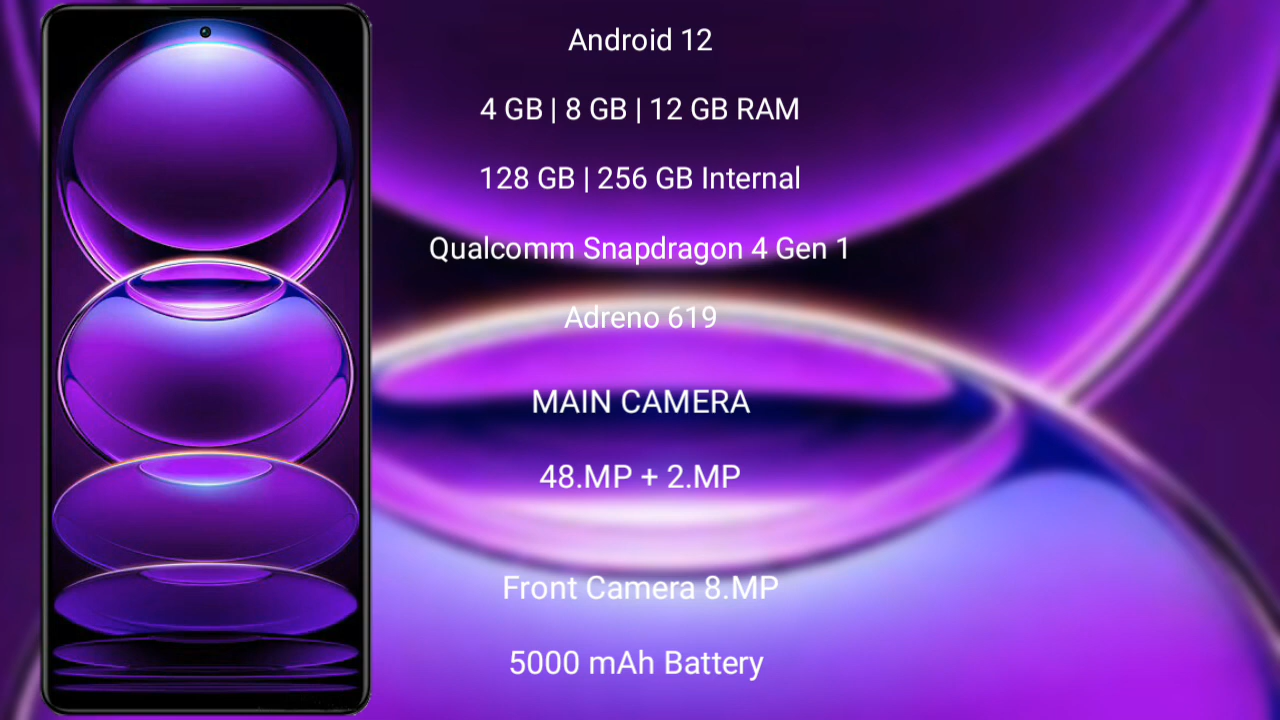 Android 12
4 GB | 8 GB | 12 GB RAM
128 GB | 256 GB Internal
Qualcomm Snapdragon 4 Gen 1
Adreno 619
MAIN CAMERA
48.MP + 2.MP
Front Camera 8.MP
5000 mAh Battery